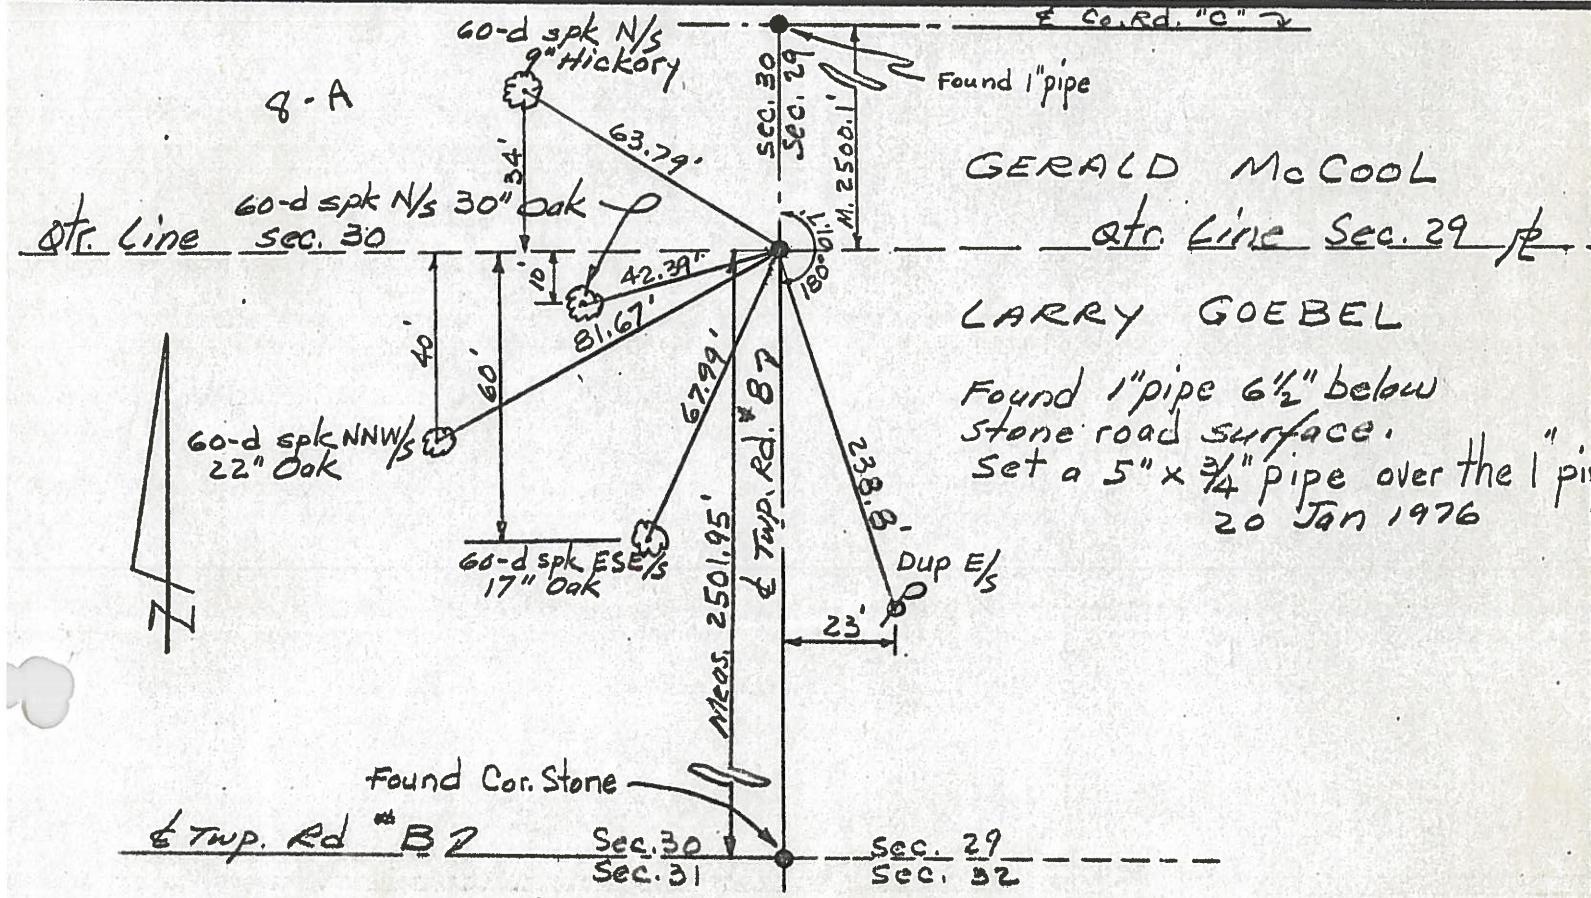 60-d spk N/s
9" Hickory
℄ Co. Rd. "C"
8-A
Sec. 30
Sec. 29
Found 1" pipe
63.79'
34'
M. 2500.1'
GERALD McCOOL
60-d spk N/s 30" Oak
Qtr. Line Sec. 30
Qtr. Line Sec. 29 ⅊
180°01.1'
10'
42.39'
81.67'
LARRY GOEBEL
40'
60'
67.99'
Found 1" pipe 6½" below
stone road surface.
Set a 5" x ¾" pipe over the 1"
20 Jan 1976
60-d spk NNW/s
22" Oak
℄ Twp. Rd. #87
238.8'
60-d spk ESE/s
17" Oak
Meas. 2501.95'
Dup E/s
23'
N
Found Cor. Stone
℄ Twp. Rd #B7
Sec. 30
Sec. 31
Sec. 29
Sec. 32